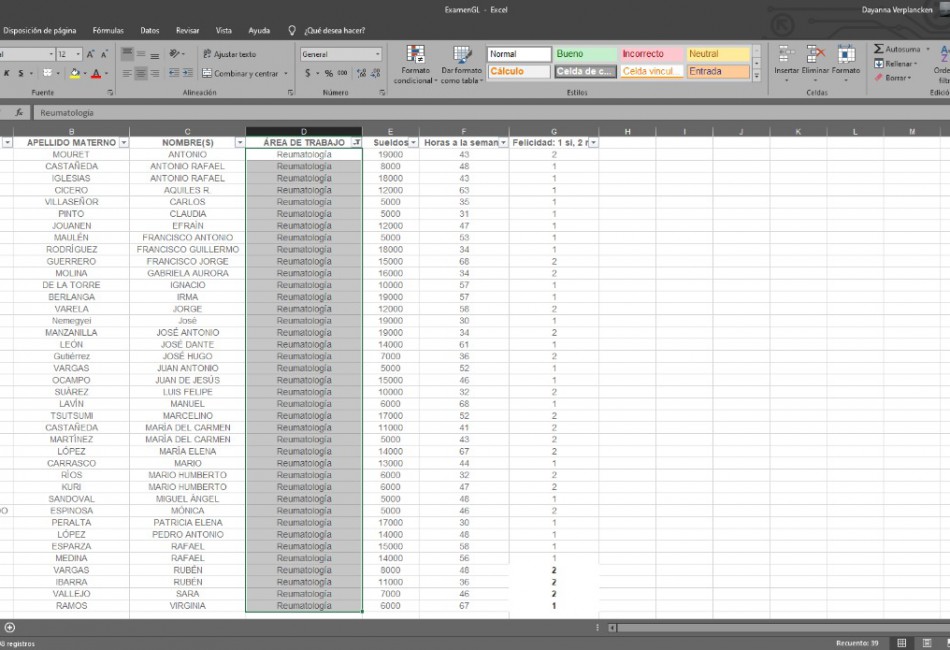 ExamenGL - Excel
Dayanna Verplancken
Disposición de página Fórmulas Datos Revisar Vista Ayuda ¿Qué desea hacer?
12 A A Ajustar texto General Normal Bueno Incorrecto Neutral Autosuma
K S A Combinar y centrar $ % 000 Formato condicional Dar formato como tabla Cálculo Celda de c... Celda vincul... Entrada Insertar Eliminar Formato Rellenar Borrar
Fuente Alineación Número Estilos Celdas
fx Reumatología
B C D E F G H I J K L M
APELLIDO MATERNO NOMBRE(S) ÁREA DE TRABAJO Sueldos Horas a la seman Felicidad: 1 si, 2 n
MOURET ANTONIO Reumatología 19000 43 2
CASTAÑEDA ANTONIO RAFAEL Reumatología 8000 48 1
IGLESIAS ANTONIO RAFAEL Reumatología 18000 43 1
CICERO AQUILES R. Reumatología 12000 63 1
VILLASEÑOR CARLOS Reumatología 5000 35 1
PINTO CLAUDIA Reumatología 5000 31 1
JOUANEN EFRAÍN Reumatología 12000 47 1
MAULÉN FRANCISCO ANTONIO Reumatología 5000 53 1
RODRÍGUEZ FRANCISCO GUILLERMO Reumatología 18000 34 1
GUERRERO FRANCISCO JORGE Reumatología 15000 68 2
MOLINA GABRIELA AURORA Reumatología 16000 34 2
DE LA TORRE IGNACIO Reumatología 10000 57 1
BERLANGA IRMA Reumatología 19000 57 1
VARELA JORGE Reumatología 12000 58 2
Nemegyei José Reumatología 19000 30 1
MANZANILLA JOSÉ ANTONIO Reumatología 19000 34 2
LEÓN JOSÉ DANTE Reumatología 14000 61 1
Gutiérrez JOSÉ HUGO Reumatología 7000 36 2
VARGAS JUAN ANTONIO Reumatología 5000 52 1
OCAMPO JUAN DE JESÚS Reumatología 15000 46 1
SUÁREZ LUIS FELIPE Reumatología 10000 32 2
LAVÍN MANUEL Reumatología 6000 68 1
TSUTSUMI MARCELINO Reumatología 17000 52 2
CASTAÑEDA MARÍA DEL CARMEN Reumatología 11000 41 2
MARTÍNEZ MARÍA DEL CARMEN Reumatología 5000 43 2
LÓPEZ MARÍA ELENA Reumatología 14000 67 2
CARRASCO MARIO Reumatología 13000 44 1
RÍOS MARIO HUMBERTO Reumatología 6000 32 2
KURI MARIO HUMBERTO Reumatología 6000 47 2
SANDOVAL MIGUEL ÁNGEL Reumatología 5000 48 1
DO ESPINOSA MÓNICA Reumatología 5000 46 2
PERALTA PATRICIA ELENA Reumatología 17000 30 1
LÓPEZ PEDRO ANTONIO Reumatología 14000 48 1
ESPARZA RAFAEL Reumatología 15000 58 1
MEDINA RAFAEL Reumatología 14000 56 1
VARGAS RUBÉN Reumatología 8000 48 2
IBARRA RUBÉN Reumatología 11000 36 2
VALLEJO SARA Reumatología 7000 46 2
RAMOS VIRGINIA Reumatología 6000 67 1
0 registros
Recuento: 39